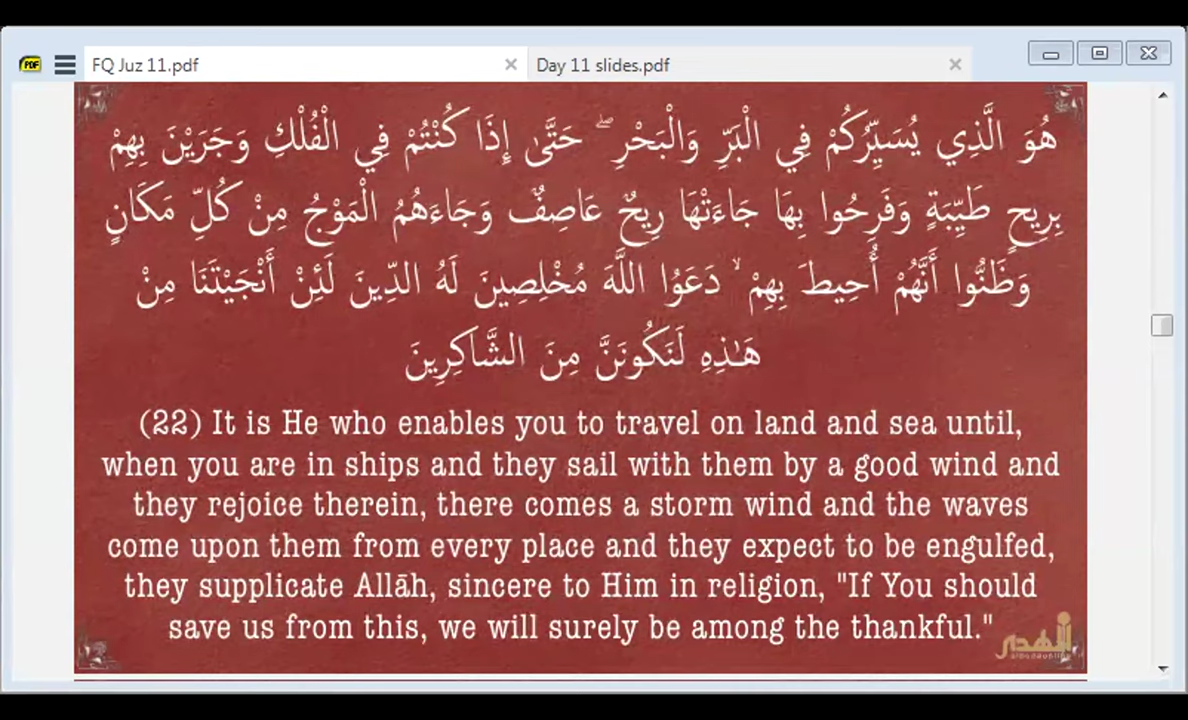 FQ Juz 11.pdf
Day 11 slides.pdf
هُوَ الَّذِي يُسَيِّرُكُمْ فِي الْبَرِّ وَالْبَحْرِ ۖ حَتَّىٰ إِذَا كُنْتُمْ فِي الْفُلْكِ وَجَرَيْنَ بِهِمْ
بِرِيحٍ طَيِّبَةٍ وَفَرِحُوا بِهَا جَاءَتْهَا رِيحٌ عَاصِفٌ وَجَاءَهُمُ الْمَوْجُ مِنْ كُلِّ مَكَانٍ
وَظَنُّوا أَنَّهُمْ أُحِيطَ بِهِمْ ۙ دَعَوُا اللَّهَ مُخْلِصِينَ لَهُ الدِّينَ لَئِنْ أَنْجَيْتَنَا مِنْ
هَٰذِهِ لَنَكُونَنَّ مِنَ الشَّاكِرِينَ
(22) It is He who enables you to travel on land and sea until,
when you are in ships and they sail with them by a good wind and
they rejoice therein, there comes a storm wind and the waves
come upon them from every place and they expect to be engulfed,
they supplicate Allāh, sincere to Him in religion, "If You should
save us from this, we will surely be among the thankful."